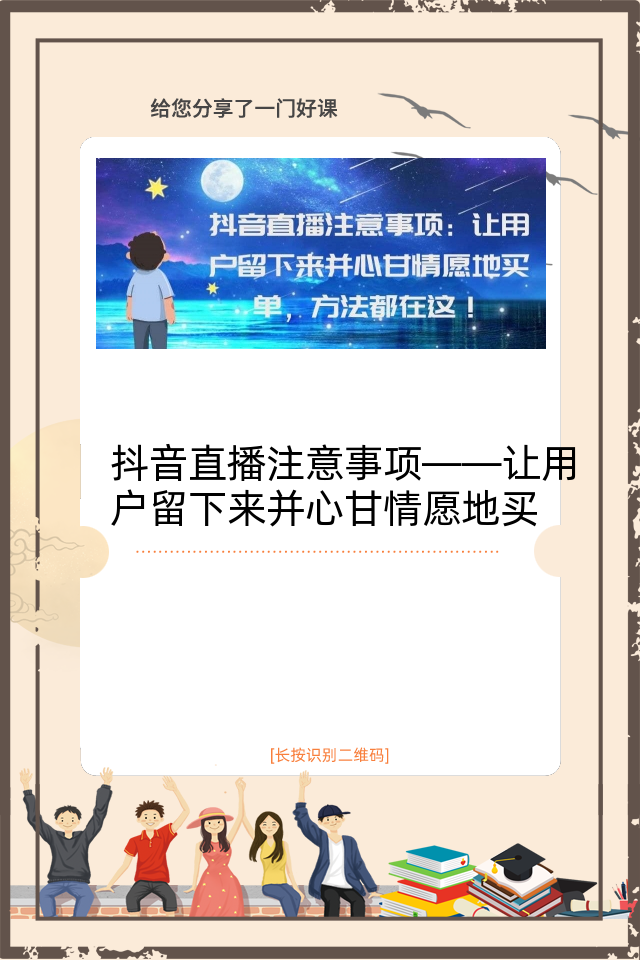 给您分享了一门好课
抖音直播注意事项：让用
户留下来并心甘情愿地买
单，方法都在这！
抖音直播注意事项——让用
户留下来并心甘情愿地买
[长按识别二维码]